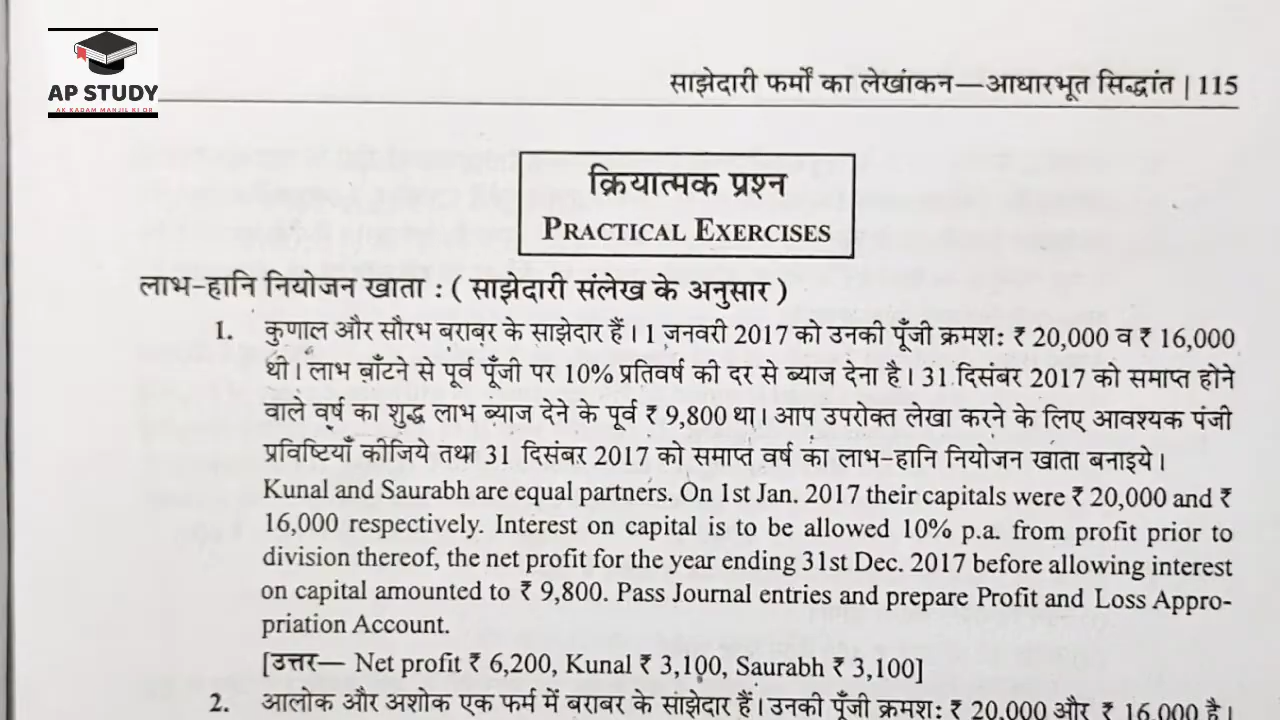 AP STUDY
AK KADAM MANJIL KI OR
साझेदारी फर्मों का लेखांकन—आधारभूत सिद्धांत | 115
क्रियात्मक प्रश्न
PRACTICAL EXERCISES
लाभ-हानि नियोजन खाता : ( साझेदारी संलेख के अनुसार )
1. कुणाल और सौरभ बराबर के साझेदार हैं। 1 जनवरी 2017 को उनकी पूँजी क्रमश: ₹ 20,000 व ₹ 16,000
थी। लाभ बाँटने से पूर्व पूँजी पर 10% प्रतिवर्ष की दर से ब्याज देना है। 31 दिसंबर 2017 को समाप्त होने
वाले वर्ष का शुद्ध लाभ ब्याज देने के पूर्व ₹ 9,800 था। आप उपरोक्त लेखा करने के लिए आवश्यक पंजी
प्रविष्टियाँ कीजिये तथा 31 दिसंबर 2017 को समाप्त वर्ष का लाभ-हानि नियोजन खाता बनाइये।
Kunal and Saurabh are equal partners. On 1st Jan. 2017 their capitals were ₹ 20,000 and ₹
16,000 respectively. Interest on capital is to be allowed 10% p.a. from profit prior to
division thereof, the net profit for the year ending 31st Dec. 2017 before allowing interest
on capital amounted to ₹ 9,800. Pass Journal entries and prepare Profit and Loss Appro-
priation Account.
[उत्तर— Net profit ₹ 6,200, Kunal ₹ 3,100, Saurabh ₹ 3,100]
2. आलोक और अशोक एक फर्म में बराबर के सांझेदार हैं। उनकी पूँजी क्रमश: ₹ 20,000 और ₹ 16,000 है।